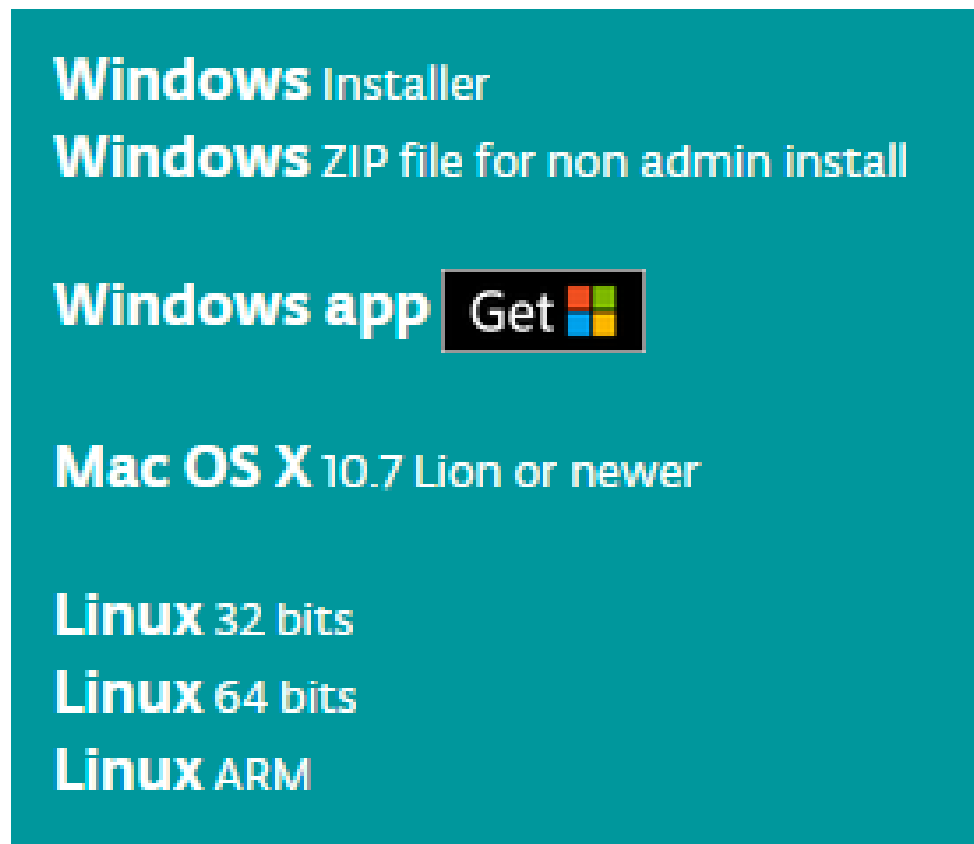 Windows Installer
Windows ZIP file for non admin install
Windows app Get
Mac OS X 10.7 Lion or newer
Linux 32 bits
Linux 64 bits
Linux ARM